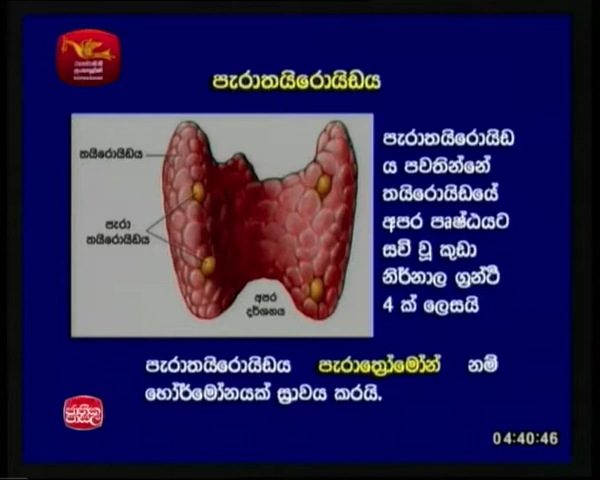 පැරාතයිරොයිඩය
තයිරොයිඩය
පැරා
තයිරොයිඩය
අපර
දර්ශනය
පැරාතයිරොයිඩ
ය පවතින්නේ
තයිරොයිඩයේ
අපර පෘෂ්ඨයට
සවි වූ කුඩා
නිර්නාල ග්‍රන්ථි
4 ක් ලෙසයි
පැරාතයිරොයිඩය පැරාත්‍රෝමෝන් නම්
හෝර්මෝනයක් ස්‍රාවය කරයි.
ජාතික
පාසල
04:40:46